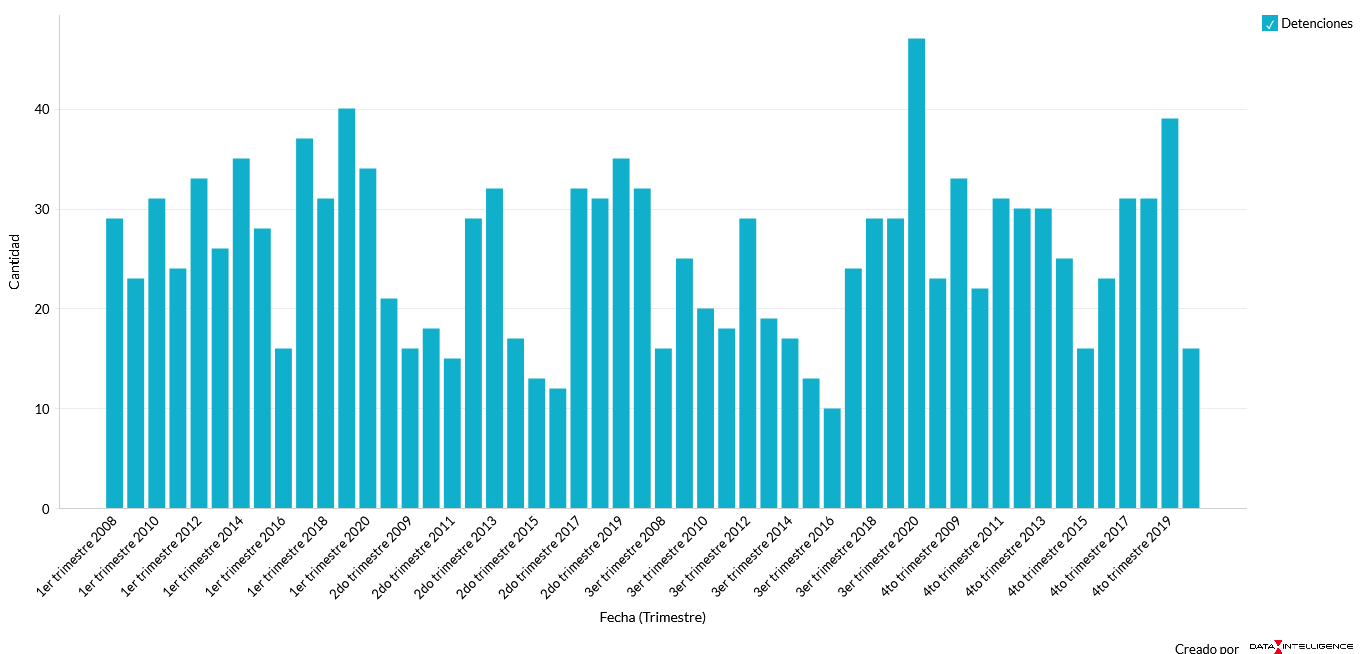 Detenciones
40
30
20
10
0
Cantidad
1er trimestre 2008
1er trimestre 2010
1er trimestre 2012
1er trimestre 2014
1er trimestre 2016
1er trimestre 2018
1er trimestre 2020
2do trimestre 2009
2do trimestre 2011
2do trimestre 2013
2do trimestre 2015
2do trimestre 2017
2do trimestre 2019
3er trimestre 2008
3er trimestre 2010
3er trimestre 2012
3er trimestre 2014
3er trimestre 2016
3er trimestre 2018
3er trimestre 2020
4to trimestre 2009
4to trimestre 2011
4to trimestre 2013
4to trimestre 2015
4to trimestre 2017
4to trimestre 2019
Fecha (Trimestre)
Creado por DATA INTELLIGENCE